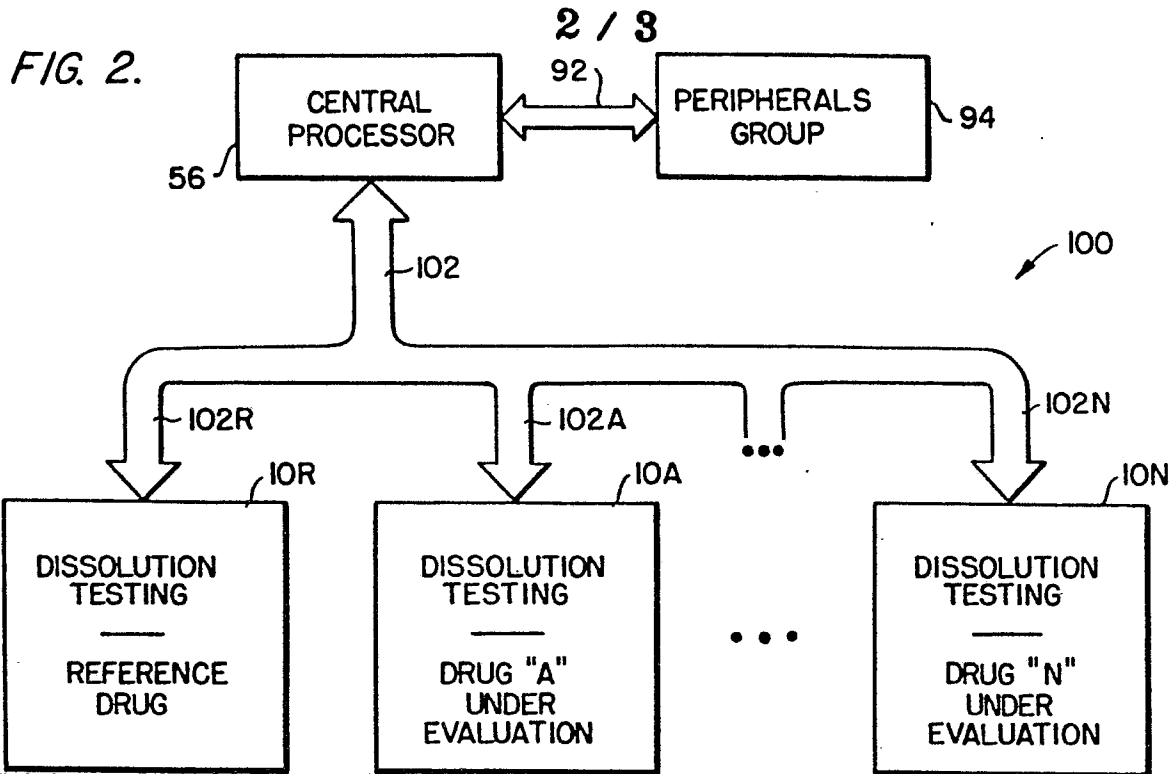 2 / 3
FIG. 2.
CENTRAL
PROCESSOR
92
PERIPHERALS
GROUP
94
56
100
102
102R
102A
•••
102N
10R
10A
10N
DISSOLUTION
TESTING
REFERENCE
DRUG
DISSOLUTION
TESTING
DRUG "A"
UNDER
EVALUATION
• • •
DISSOLUTION
TESTING
DRUG "N"
UNDER
EVALUATION